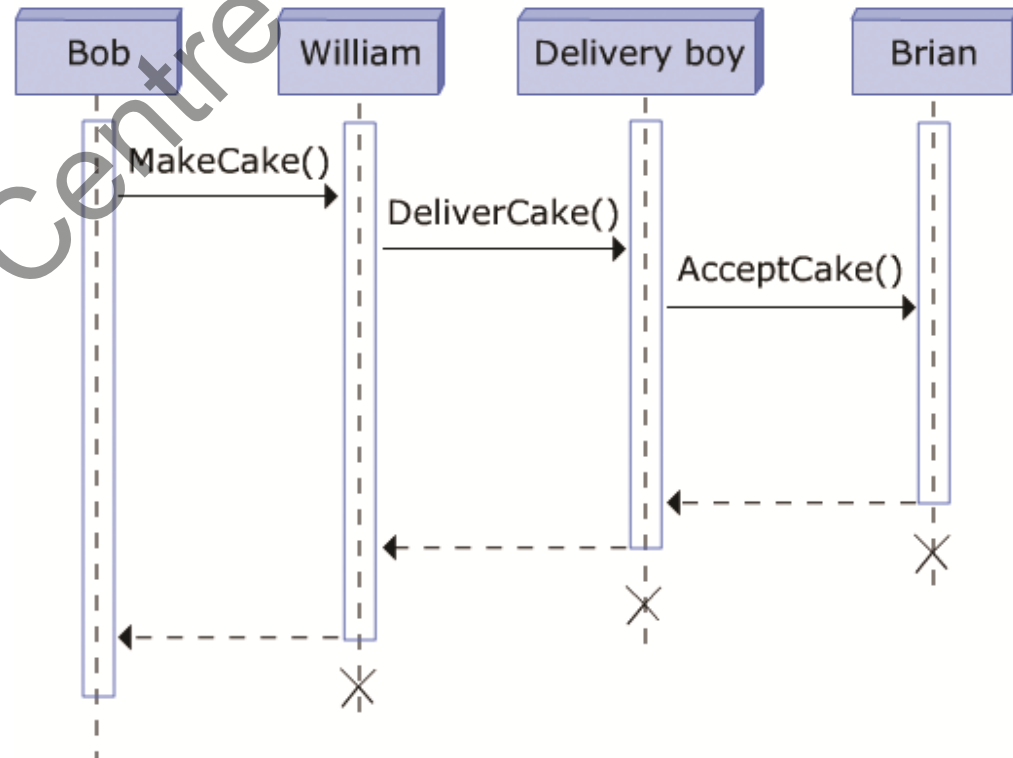 Bob
William
Delivery boy
Brian
Centre
MakeCake()
DeliverCake()
AcceptCake()